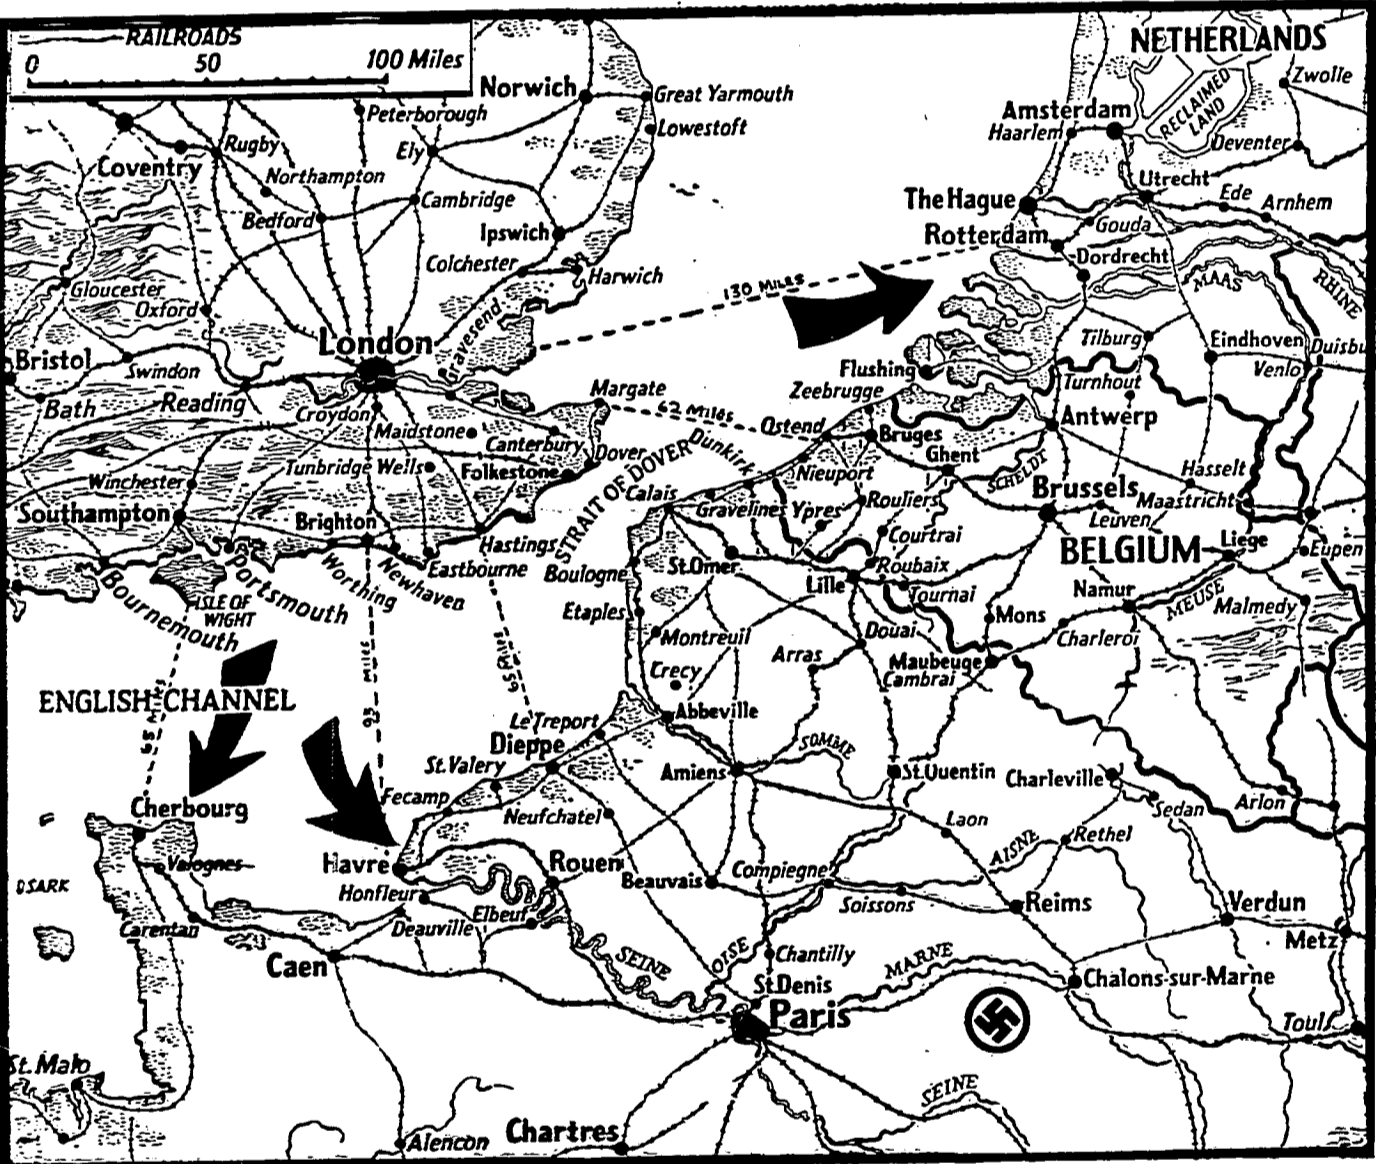 RAILROADS
0 50 100 Miles
NETHERLANDS
Zwolle
Norwich
Great Yarmouth
Peterborough
Lowestoft
Amsterdam
Haarlem
RECLAIMED
LAND
Deventer
Coventry
Rugby
Ely
Northampton
Cambridge
Bedford
Utrecht
Ede
Arnhem
The Hague
Gouda
Rotterdam
Ipswich
Colchester
Harwich
Dordrecht
MAAS
RHINE
Gloucester
Oxford
130 MILES
London
Gravesend
Bristol
Swindon
Tilburg
Eindhoven
Duisbu
Venlo
Flushing
Zeebrugge
Turnhout
Bath
Reading
Croydon
Margate
62 MILES
Ostend
Antwerp
Maidstone
Canterbury
Dover
Bruges
Ghent
Dunkirk
STRAIT OF DOVER
Tunbridge Wells
Folkestone
Nieuport
SCHELDT
Hasselt
Winchester
Calais
Gravelines
Ypres
Rouliers
Brussels
Maastricht
Southampton
Brighton
Leuven
Hastings
Courtrai
BELGIUM
Liege
Eupen
Portsmouth
Worthing
Newhaven
Eastbourne
Boulogne
St.Omer
Lille
Roubaix
Tournai
Namur
MEUSE
Malmedy
Bournemouth
ISLE OF
WIGHT
Etaples
Montreuil
Mons
Charleroi
Douai
Arras
Maubeuge
Cambrai
Crecy
ENGLISH CHANNEL
65 MILES
93 MILES
65 MILES
Abbeville
Le Treport
Dieppe
SOMME
St.Valery
Amiens
St.Quentin
Charleville
Sedan
Arlon
Cherbourg
Fecamp
Neufchatel
Laon
Rethel
AISNE
Valognes
Havre
Rouen
Beauvais
Compiegne
SARK
Honfleur
Elbeuf
Soissons
Reims
Verdun
Carentan
Deauville
Metz
Caen
SEINE
OISE
Chantilly
MARNE
St.Denis
Chalons-sur-Marne
Paris
Toul
St. Malo
SEINE
Alencon
Chartres